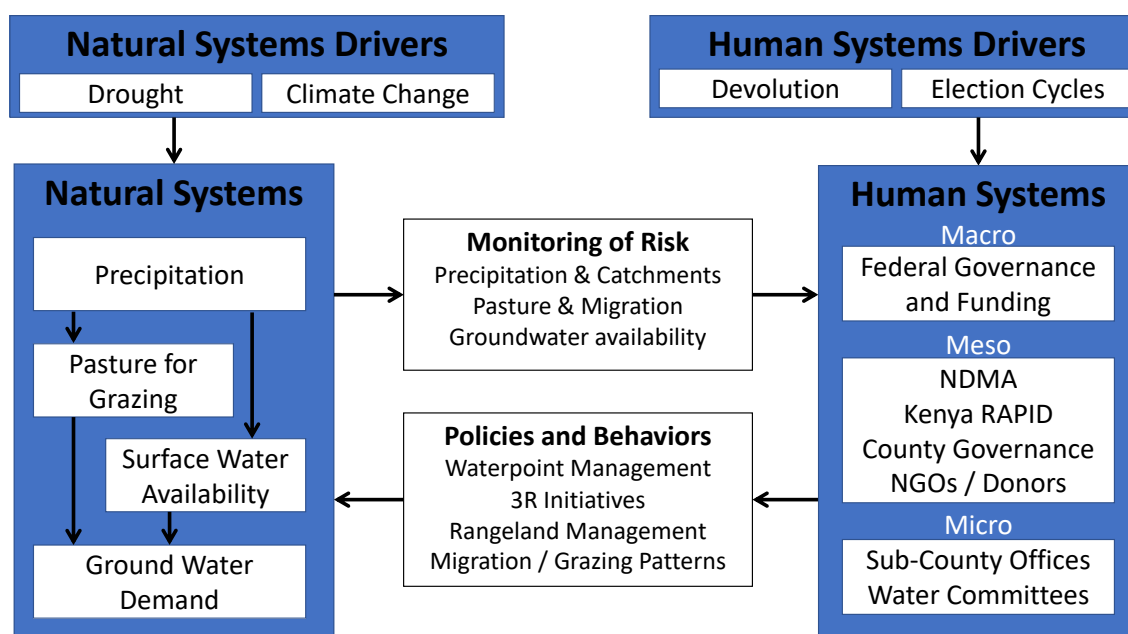 Natural Systems Drivers
Drought
Climate Change
Human Systems Drivers
Devolution
Election Cycles
Natural Systems
Precipitation
Pasture for
Grazing
Surface Water
Availability
Ground Water
Demand
Monitoring of Risk
Precipitation & Catchments
Pasture & Migration
Groundwater availability
Policies and Behaviors
Waterpoint Management
3R Initiatives
Rangeland Management
Migration / Grazing Patterns
Human Systems
Macro
Federal Governance
and Funding
Meso
NDMA
Kenya RAPID
County Governance
NGOs / Donors
Micro
Sub-County Offices
Water Committees